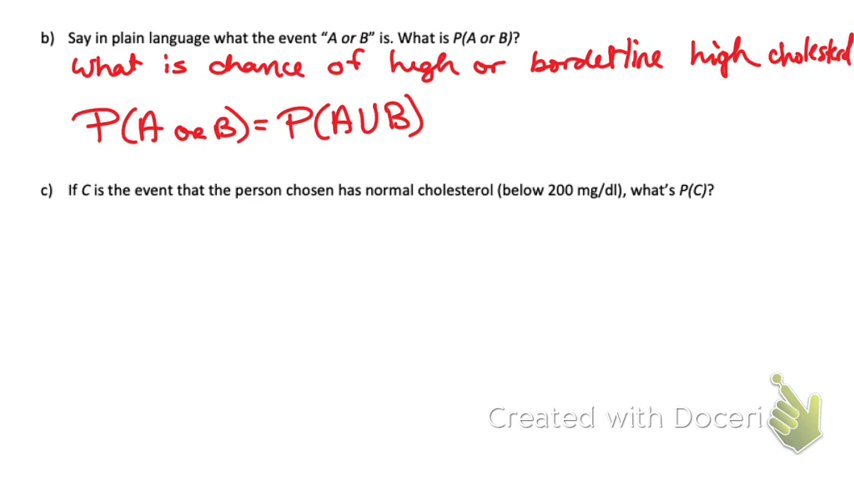 b) Say in plain language what the event “A or B” is. What is P(A or B)?
What is chance of high or borderline high cholesterol
P(A or B) = P(A∪B)
c) If C is the event that the person chosen has normal cholesterol (below 200 mg/dl), what’s P(C)?
Created with Doceri